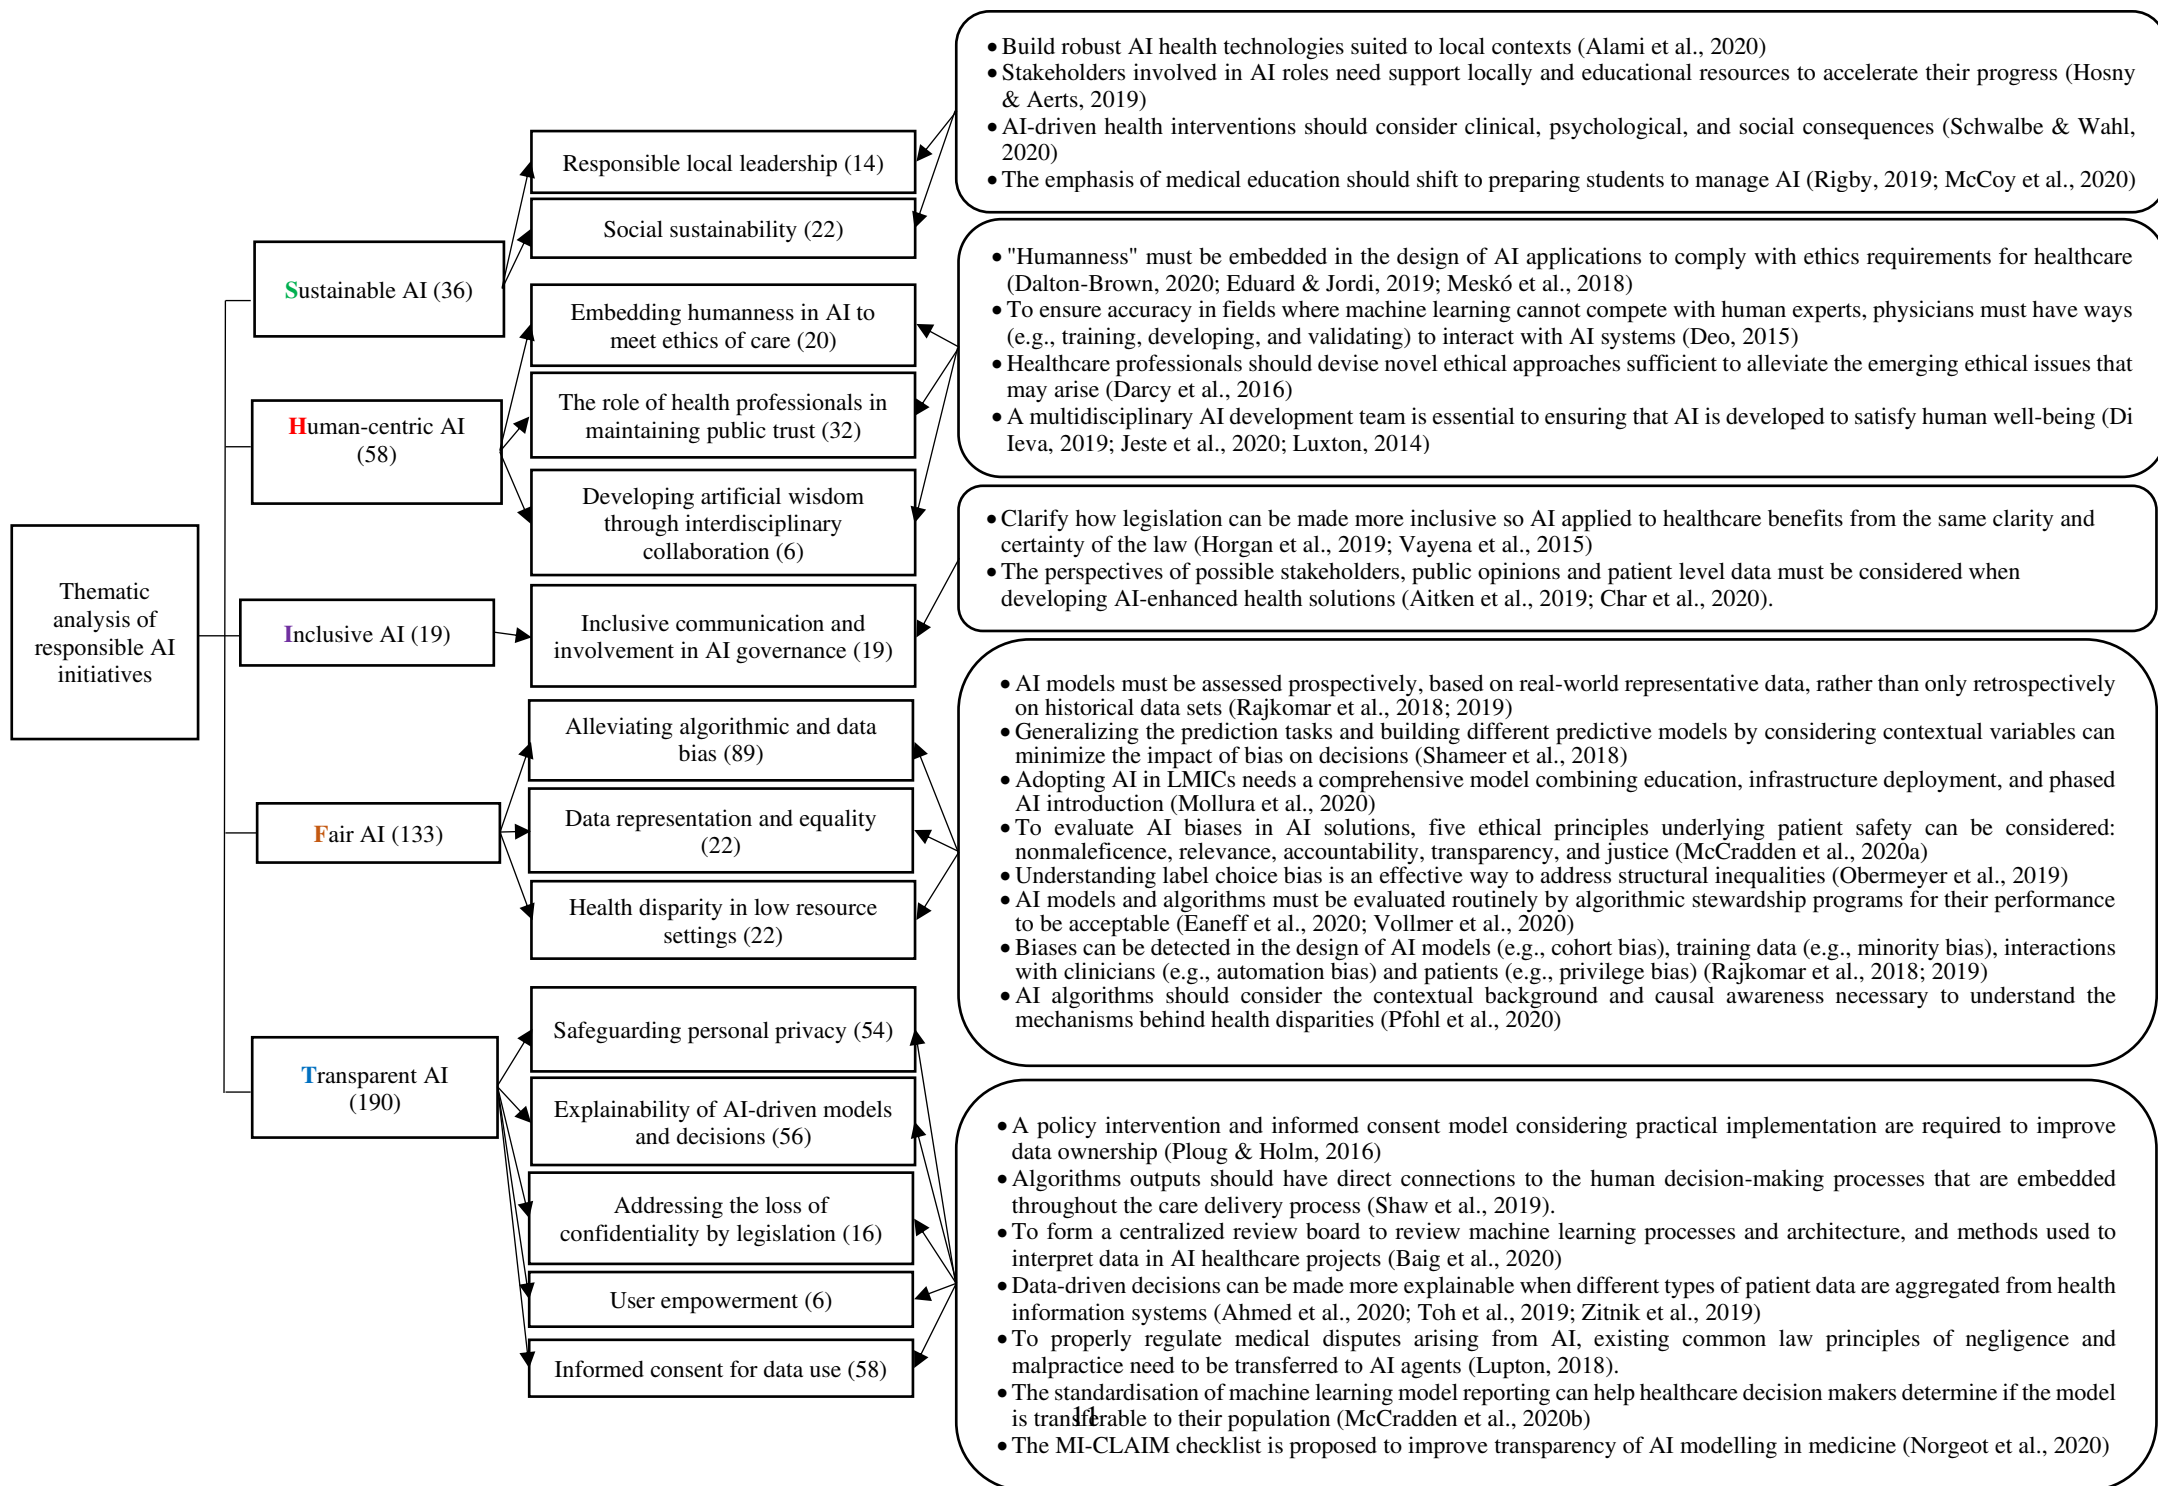 Thematic
analysis of
responsible AI
initiatives
Sustainable AI (36)
Human-centric AI
(58)
Inclusive AI (19)
Fair AI (133)
Transparent AI
(190)
Responsible local leadership (14)
Social sustainability (22)
Embedding humanness in AI to
meet ethics of care (20)
The role of health professionals in
maintaining public trust (32)
Developing artificial wisdom
through interdisciplinary
collaboration (6)
Inclusive communication and
involvement in AI governance (19)
Alleviating algorithmic and data
bias (89)
Data representation and equality
(22)
Health disparity in low resource
settings (22)
Safeguarding personal privacy (54)
Explainability of AI-driven models
and decisions (56)
Addressing the loss of
confidentiality by legislation (16)
User empowerment (6)
Informed consent for data use (58)
• Build robust AI health technologies suited to local contexts (Alami et al., 2020)
• Stakeholders involved in AI roles need support locally and educational resources to accelerate their progress (Hosny
& Aerts, 2019)
• AI-driven health interventions should consider clinical, psychological, and social consequences (Schwalbe & Wahl,
2020)
• The emphasis of medical education should shift to preparing students to manage AI (Rigby, 2019; McCoy et al., 2020)
• "Humanness" must be embedded in the design of AI applications to comply with ethics requirements for healthcare
(Dalton-Brown, 2020; Eduard & Jordi, 2019; Meskó et al., 2018)
• To ensure accuracy in fields where machine learning cannot compete with human experts, physicians must have ways
(e.g., training, developing, and validating) to interact with AI systems (Deo, 2015)
• Healthcare professionals should devise novel ethical approaches sufficient to alleviate the emerging ethical issues that
may arise (Darcy et al., 2016)
• A multidisciplinary AI development team is essential to ensuring that AI is developed to satisfy human well-being (Di
Ieva, 2019; Jeste et al., 2020; Luxton, 2014)
• Clarify how legislation can be made more inclusive so AI applied to healthcare benefits from the same clarity and
certainty of the law (Horgan et al., 2019; Vayena et al., 2015)
• The perspectives of possible stakeholders, public opinions and patient level data must be considered when
developing AI-enhanced health solutions (Aitken et al., 2019; Char et al., 2020).
• AI models must be assessed prospectively, based on real-world representative data, rather than only retrospectively
on historical data sets (Rajkomar et al., 2018; 2019)
• Generalizing the prediction tasks and building different predictive models by considering contextual variables can
minimize the impact of bias on decisions (Shameer et al., 2018)
• Adopting AI in LMICs needs a comprehensive model combining education, infrastructure deployment, and phased
AI introduction (Mollura et al., 2020)
• To evaluate AI biases in AI solutions, five ethical principles underlying patient safety can be considered:
nonmaleficence, relevance, accountability, transparency, and justice (McCradden et al., 2020a)
• Understanding label choice bias is an effective way to address structural inequalities (Obermeyer et al., 2019)
• AI models and algorithms must be evaluated routinely by algorithmic stewardship programs for their performance
to be acceptable (Eaneff et al., 2020; Vollmer et al., 2020)
• Biases can be detected in the design of AI models (e.g., cohort bias), training data (e.g., minority bias), interactions
with clinicians (e.g., automation bias) and patients (e.g., privilege bias) (Rajkomar et al., 2018; 2019)
• AI algorithms should consider the contextual background and causal awareness necessary to understand the
mechanisms behind health disparities (Pfohl et al., 2020)
• A policy intervention and informed consent model considering practical implementation are required to improve
data ownership (Ploug & Holm, 2016)
• Algorithms outputs should have direct connections to the human decision-making processes that are embedded
throughout the care delivery process (Shaw et al., 2019).
• To form a centralized review board to review machine learning processes and architecture, and methods used to
interpret data in AI healthcare projects (Baig et al., 2020)
• Data-driven decisions can be made more explainable when different types of patient data are aggregated from health
information systems (Ahmed et al., 2020; Toh et al., 2019; Zitnik et al., 2019)
• To properly regulate medical disputes arising from AI, existing common law principles of negligence and
malpractice need to be transferred to AI agents (Lupton, 2018).
• The standardisation of machine learning model reporting can help healthcare decision makers determine if the model
is transferable to their population (McCradden et al., 2020b)
• The MI-CLAIM checklist is proposed to improve transparency of AI modelling in medicine (Norgeot et al., 2020)
11